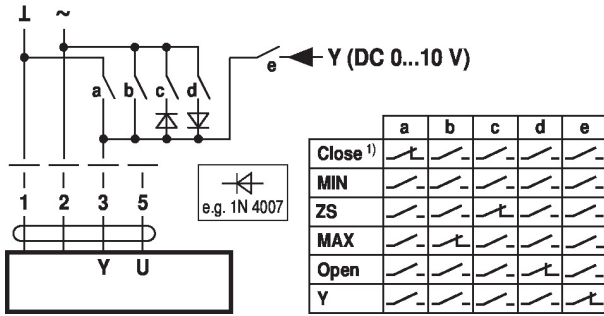 ⊥ ~
e Y (DC 0...10 V)
a b c d
1 2 3 5
Y U
e.g. 1N 4007
a b c d e
Close 1)
MIN
ZS
MAX
Open
Y